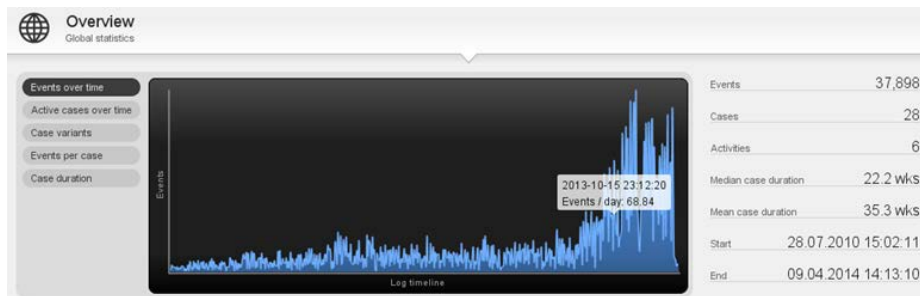 Overview
Global statistics
Events over time
Active cases over time
Case variants
Events per case
Case duration
Events
2013-10-15 23:12:20
Events / day: 68.84
Log timeline
Events 37,898
Cases 28
Activities 6
Median case duration 22.2 wks
Mean case duration 35.3 wks
Start 28.07.2010 15:02:11
End 09.04.2014 14:13:10